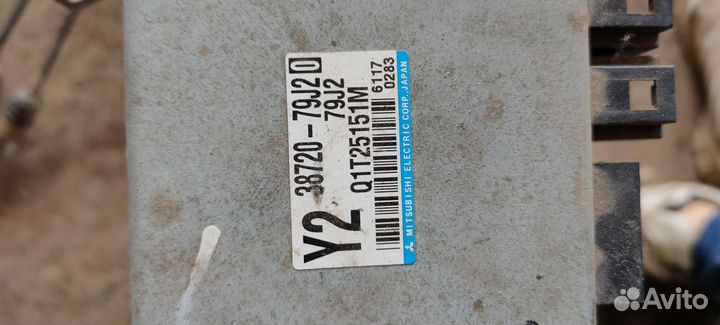 Y2
38720-79J20
79J2
Q1T25151M
6117
0283
MITSUBISHI ELECTRIC CORP., JAPAN
Avito